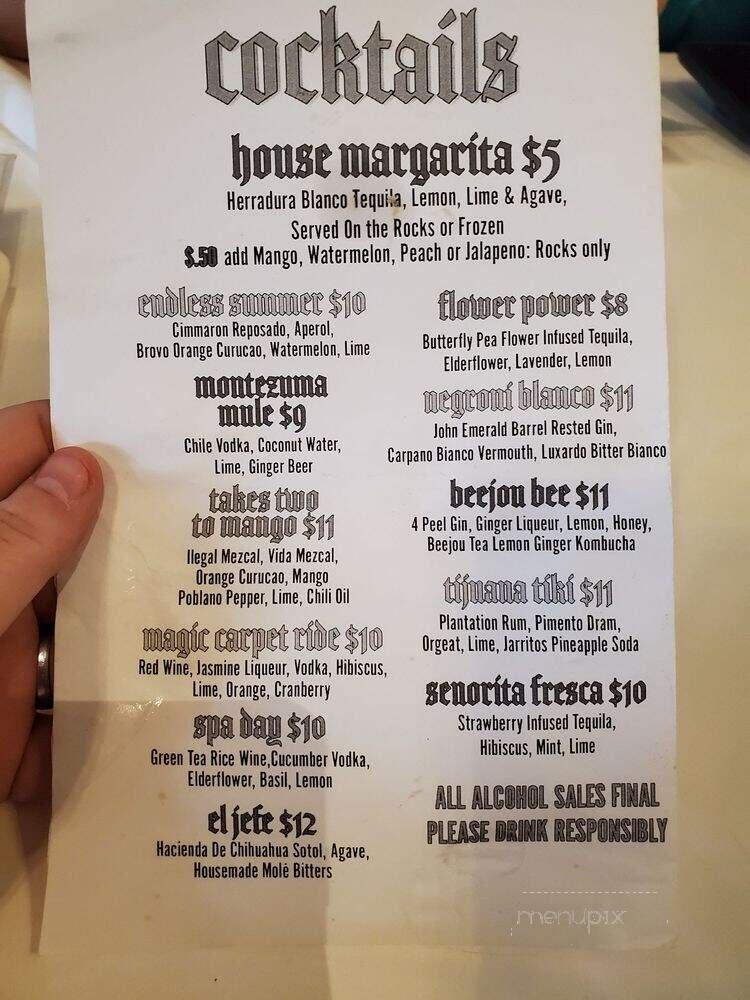 cocktails
house margarita $5
Herradura Blanco Tequila, Lemon, Lime & Agave,
Served On the Rocks or Frozen
$.50 add Mango, Watermelon, Peach or Jalapeno: Rocks only
endless summer $10
Cimmaron Reposado, Aperol,
Brovo Orange Curucao, Watermelon, Lime
montezuma
mule $9
Chile Vodka, Coconut Water,
Lime, Ginger Beer
takes two
to mango $11
Ilegal Mezcal, Vida Mezcal,
Orange Curucao, Mango
Poblano Pepper, Lime, Chili Oil
magic carpet ride $10
Red Wine, Jasmine Liqueur, Vodka, Hibiscus,
Lime, Orange, Cranberry
spa day $10
Green Tea Rice Wine,Cucumber Vodka,
Elderflower, Basil, Lemon
el jefe $12
Hacienda De Chihuahua Sotol, Agave,
Housemade Molé Bitters
flower power $8
Butterfly Pea Flower Infused Tequila,
Elderflower, Lavender, Lemon
negroni blanco $11
John Emerald Barrel Rested Gin,
Carpano Bianco Vermouth, Luxardo Bitter Bianco
beejou bee $11
4 Peel Gin, Ginger Liqueur, Lemon, Honey,
Beejou Tea Lemon Ginger Kombucha
tijuana tiki $11
Plantation Rum, Pimento Dram,
Orgeat, Lime, Jarritos Pineapple Soda
senorita fresca $10
Strawberry Infused Tequila,
Hibiscus, Mint, Lime
ALL ALCOHOL SALES FINAL
PLEASE DRINK RESPONSIBLY
menupix